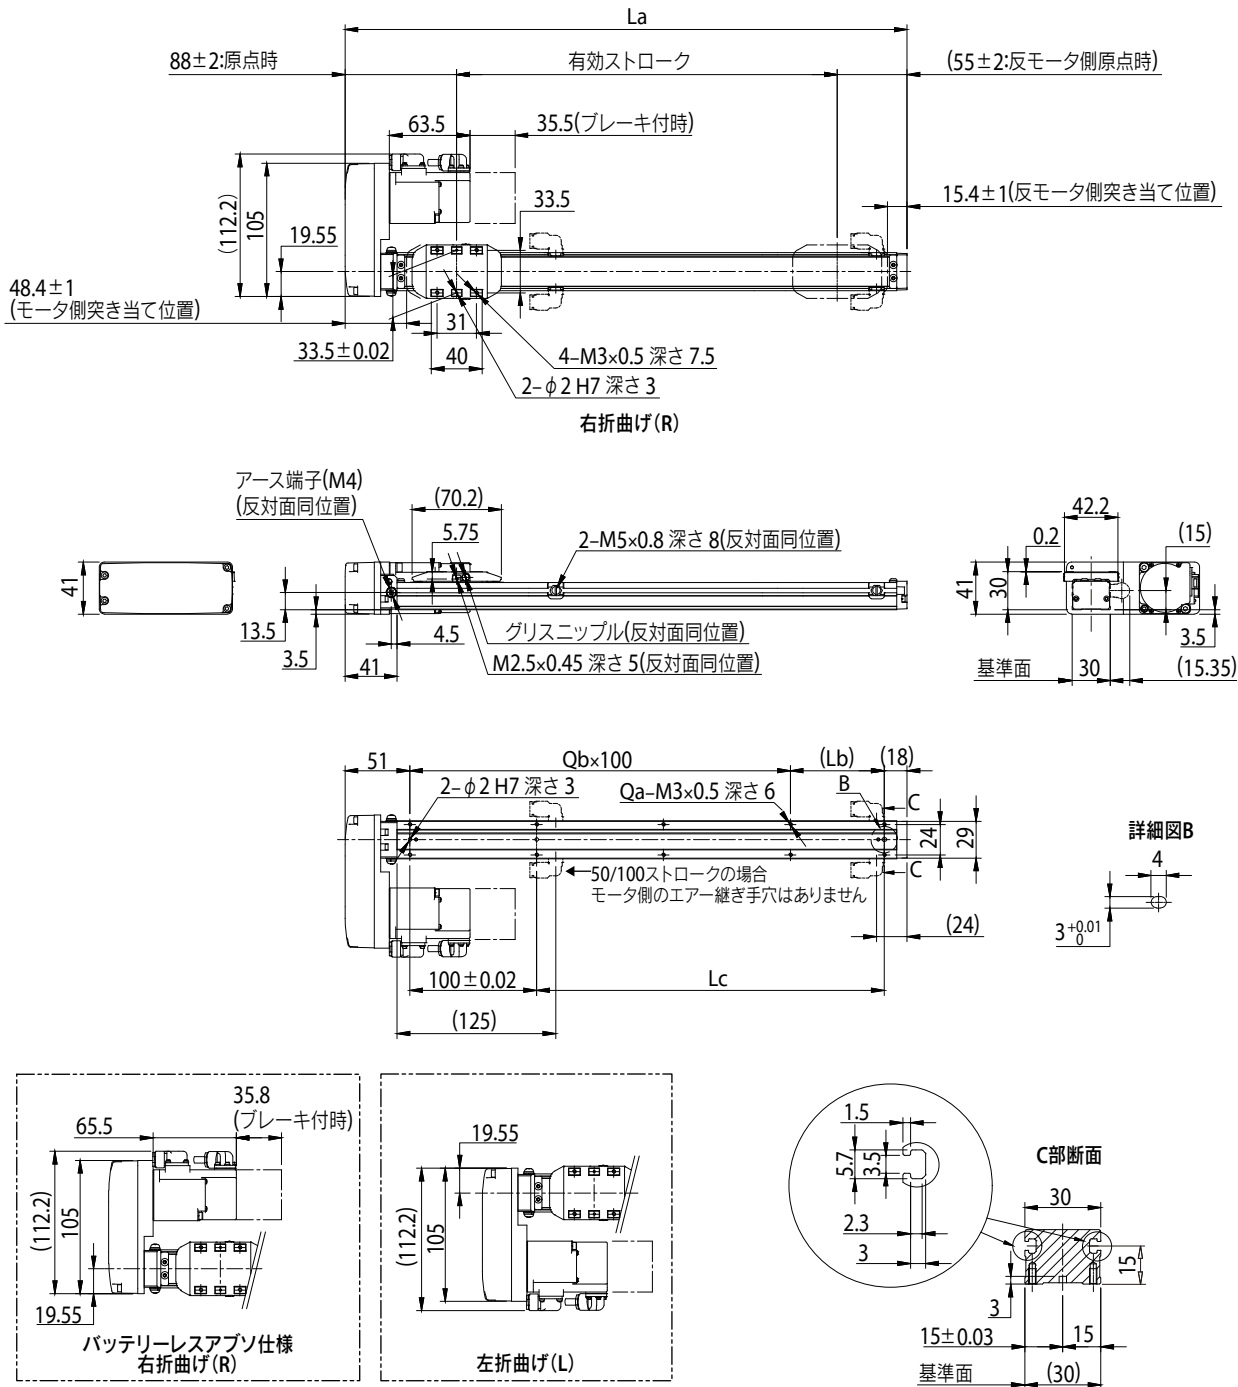 La
88±2:原点時
有効ストローク
(55±2:反モータ側原点時)
63.5
35.5(ブレーキ付時)
15.4±1(反モータ側突き当て位置)
33.5
(112.2)
105
19.55
48.4±1
(モータ側突き当て位置)
31
33.5±0.02
40
4–M3×0.5 深さ 7.5
2–φ2 H7 深さ 3
右折曲げ(R)
アース端子(M4)
(反対面同位置)
(70.2)
5.75
2–M5×0.8 深さ 8(反対面同位置)
42.2
0.2
(15)
41
41
30
13.5
3.5
4.5
グリスニップル(反対面同位置)
3.5
41
M2.5×0.45 深さ 5(反対面同位置)
基準面
30
(15.35)
51
Qb×100
(Lb)
(18)
2–φ2 H7 深さ 3
Qa–M3×0.5 深さ 6
B
C
24
29
C
50/100ストロークの場合
モータ側のエアー継ぎ手穴はありません
(24)
100±0.02
Lc
(125)
詳細図B
4
3 +0.01
0
35.8
(ブレーキ付時)
65.5
(112.2)
105
19.55
バッテリーレスアブソ仕様
右折曲げ(R)
19.55
(112.2)
105
左折曲げ(L)
1.5
5.7
3.5
2.3
3
C部断面
30
15
3
15±0.03
15
基準面
(30)